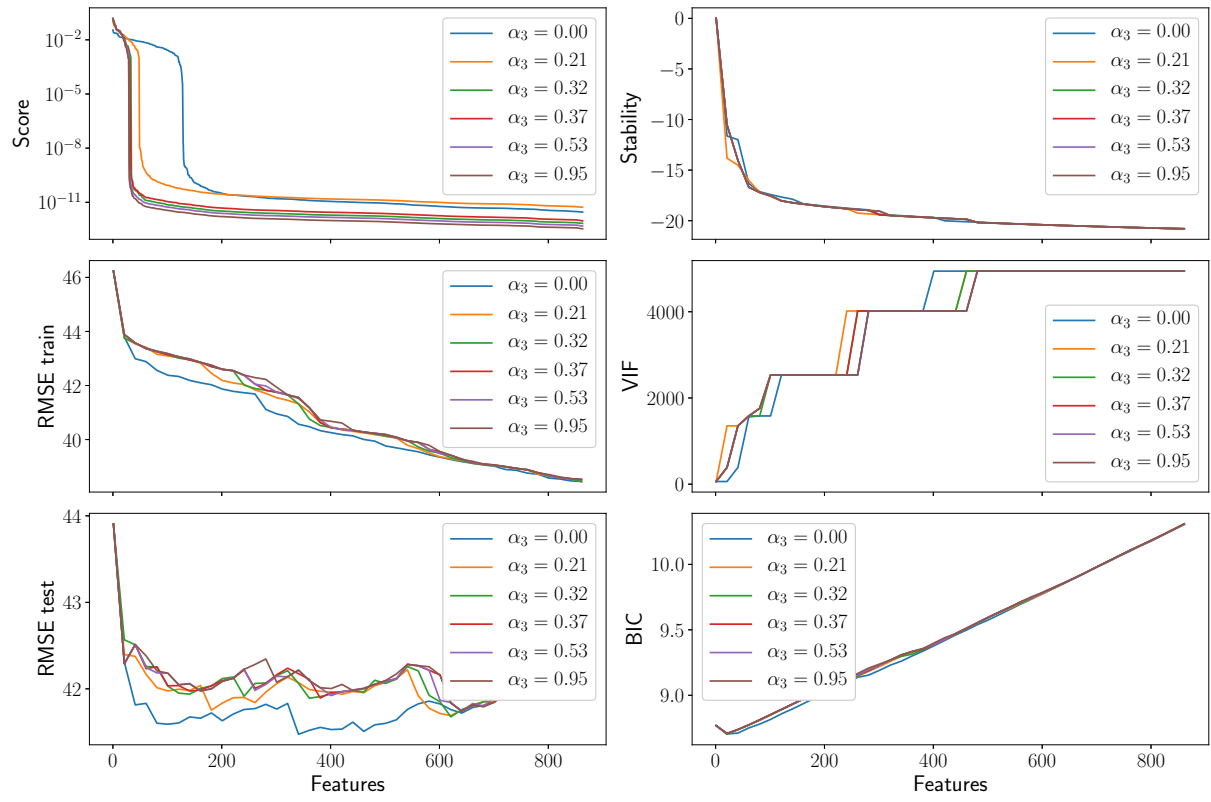 Score
10⁻²
10⁻⁵
10⁻⁸
10⁻¹¹
α₃ = 0.00
α₃ = 0.21
α₃ = 0.32
α₃ = 0.37
α₃ = 0.53
α₃ = 0.95
Stability
0
−5
−10
−15
−20
α₃ = 0.00
α₃ = 0.21
α₃ = 0.32
α₃ = 0.37
α₃ = 0.53
α₃ = 0.95
RMSE train
46
44
42
40
α₃ = 0.00
α₃ = 0.21
α₃ = 0.32
α₃ = 0.37
α₃ = 0.53
α₃ = 0.95
VIF
4000
2000
0
α₃ = 0.00
α₃ = 0.21
α₃ = 0.32
α₃ = 0.37
α₃ = 0.53
α₃ = 0.95
RMSE test
44
43
42
α₃ = 0.00
α₃ = 0.21
α₃ = 0.32
α₃ = 0.37
α₃ = 0.53
α₃ = 0.95
0 200 400 600 800
Features
BIC
10.0
9.5
9.0
α₃ = 0.00
α₃ = 0.21
α₃ = 0.32
α₃ = 0.37
α₃ = 0.53
α₃ = 0.95
0 200 400 600 800
Features